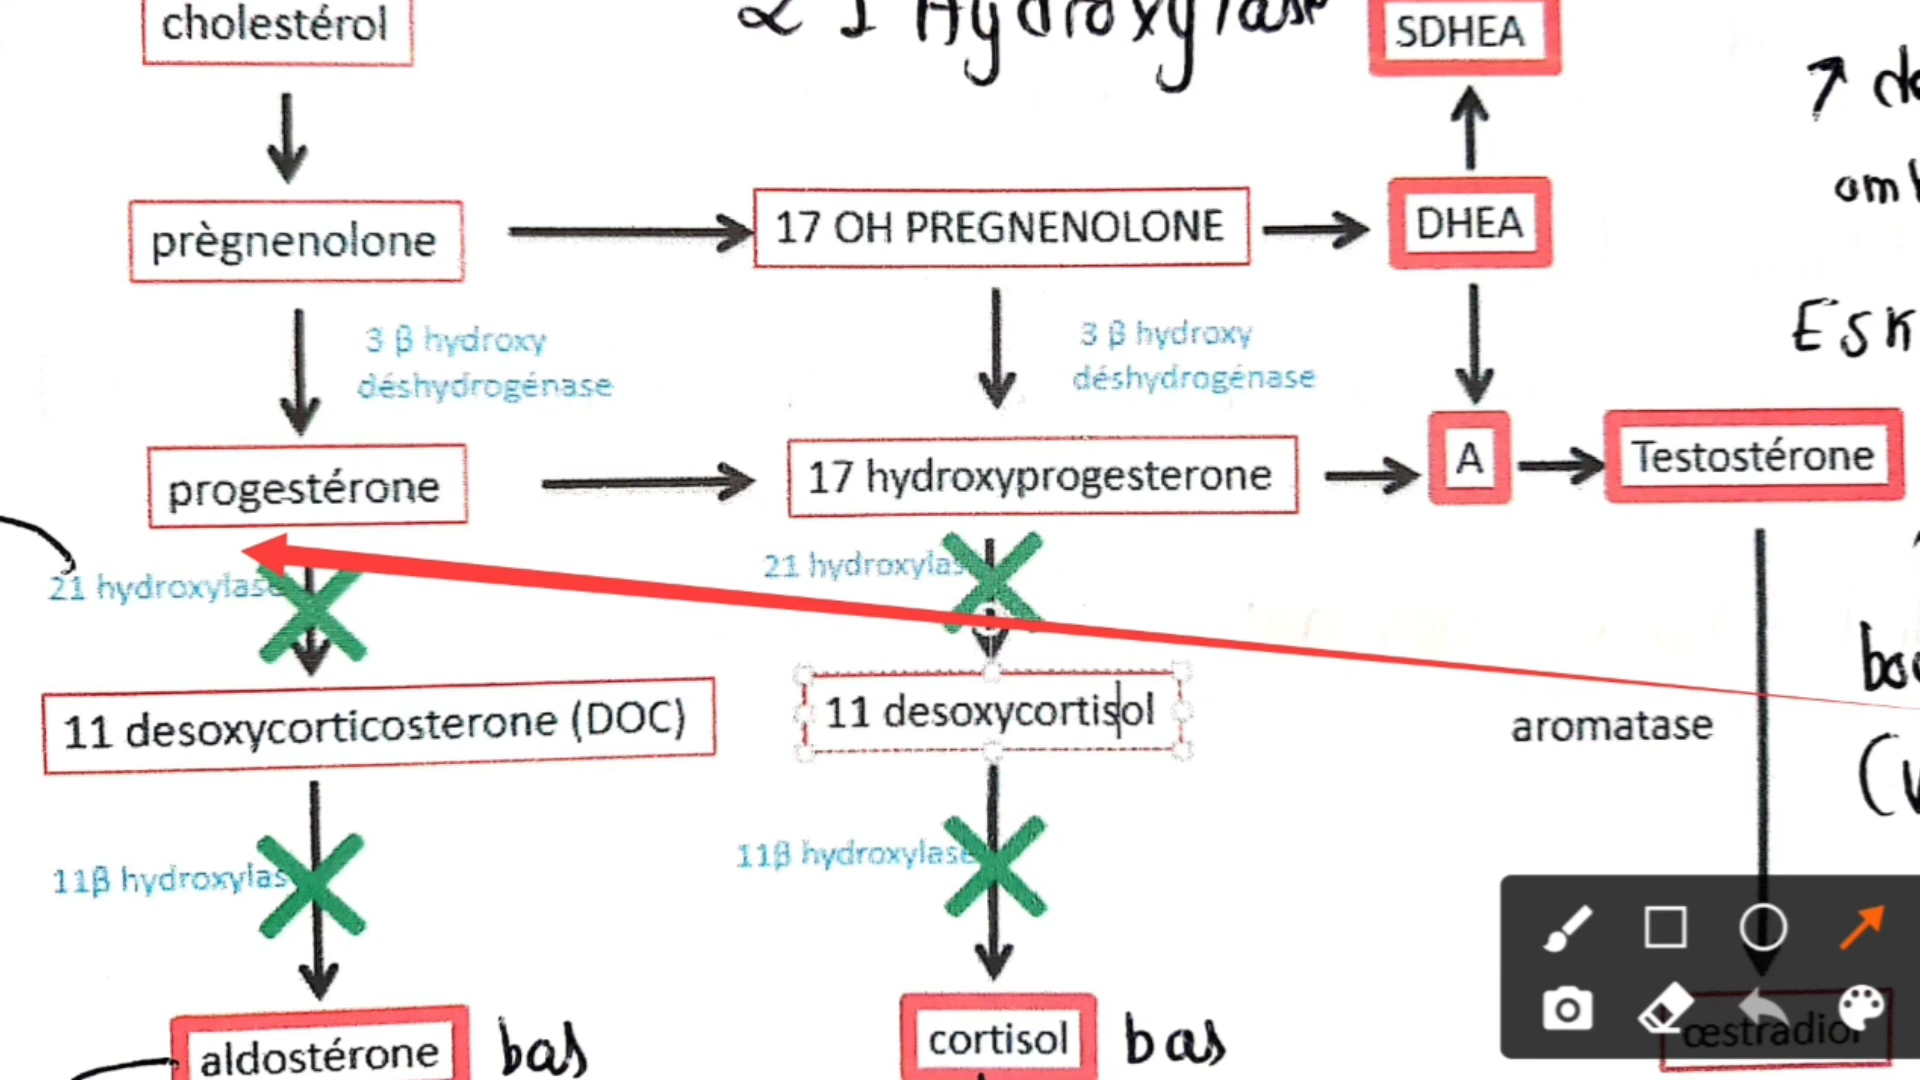 cholestérol
21 Hydroxylase
SDHEA
prègnenolone
17 OH PREGNENOLONE
DHEA
3 β hydroxy
déshydrogénase
3 β hydroxy
déshydrogénase
progestérone
17 hydroxyprogesterone
A
Testostérone
21 hydroxylase
21 hydroxylas
11 desoxycorticosterone (DOC)
11 desoxycortisol
aromatase
11β hydroxylas
11β hydroxylase
aldostérone
bas
cortisol
bas
œstradiol